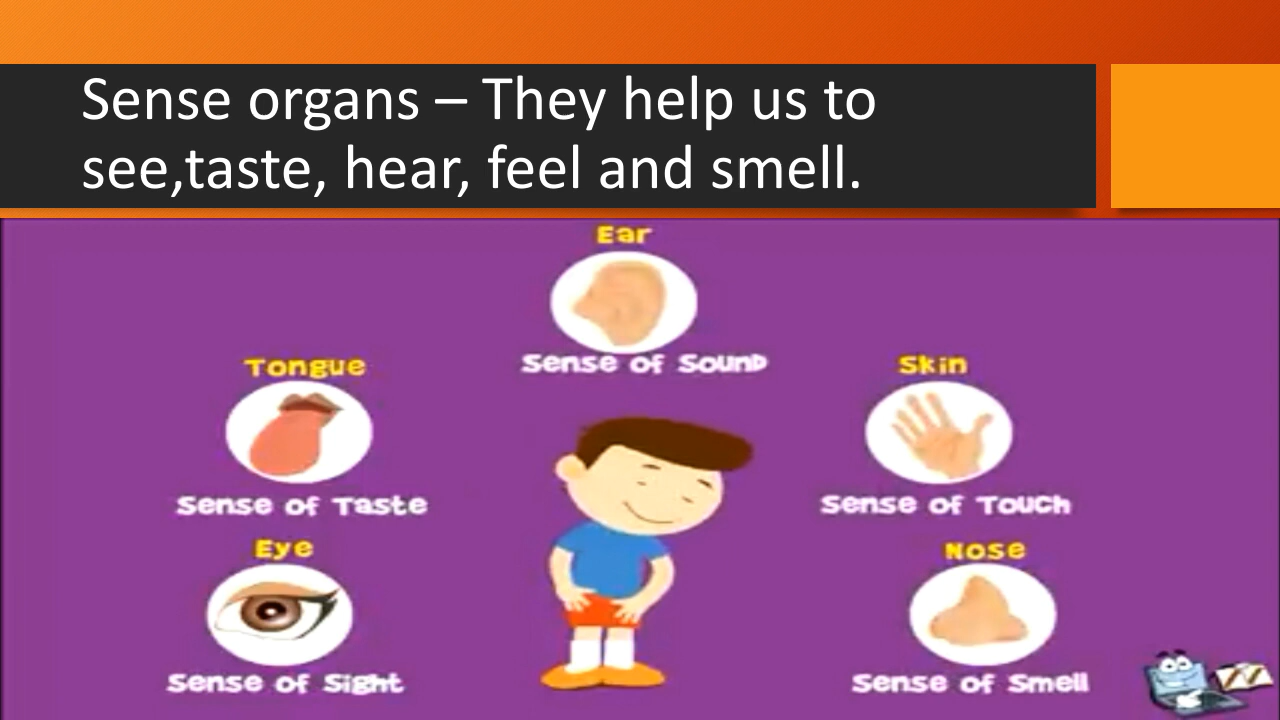 Sense organs – They help us to
see,taste, hear, feel and smell.
Ear
Sense of Sound
Tongue
Sense of Taste
Skin
Sense of Touch
Eye
Sense of Sight
Nose
Sense of Smell